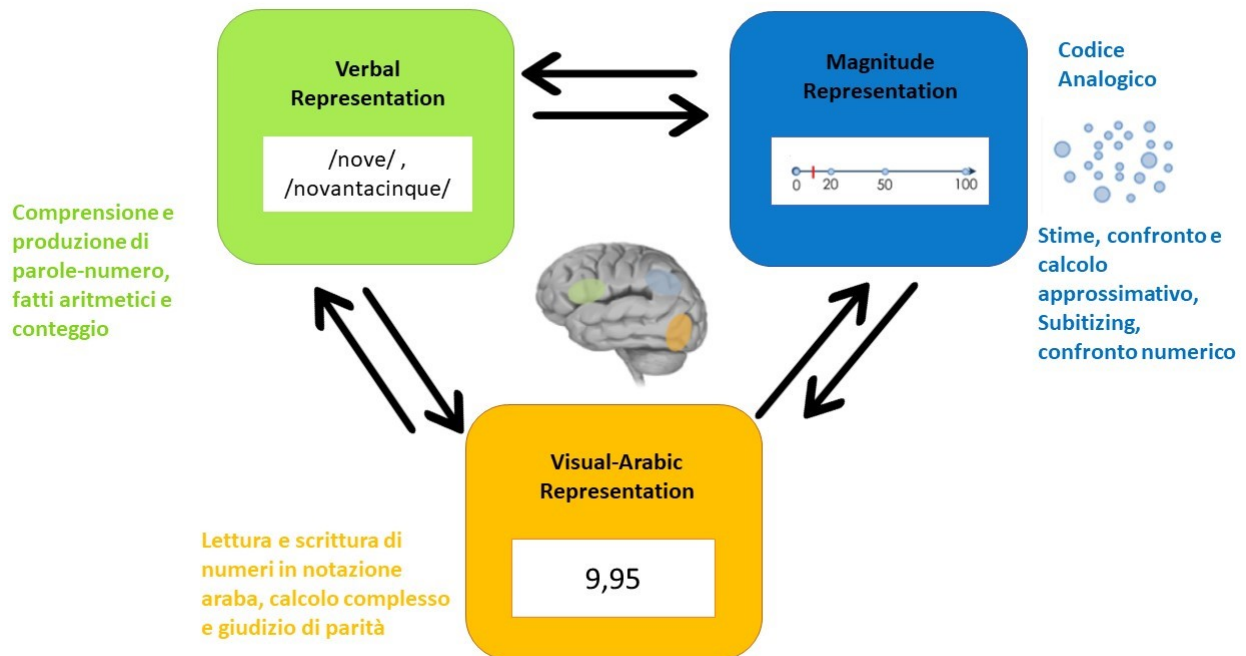 Verbal
Representation
/nove/ ,
/novantacinque/
Magnitude
Representation
0 20 50 100
Codice
Analogico
Comprensione e
produzione di
parole-numero,
fatti aritmetici e
conteggio
Stime, confronto e
calcolo
approssimativo,
Subitizing,
confronto numerico
Visual-Arabic
Representation
9,95
Lettura e scrittura di
numeri in notazione
araba, calcolo complesso
e giudizio di parità